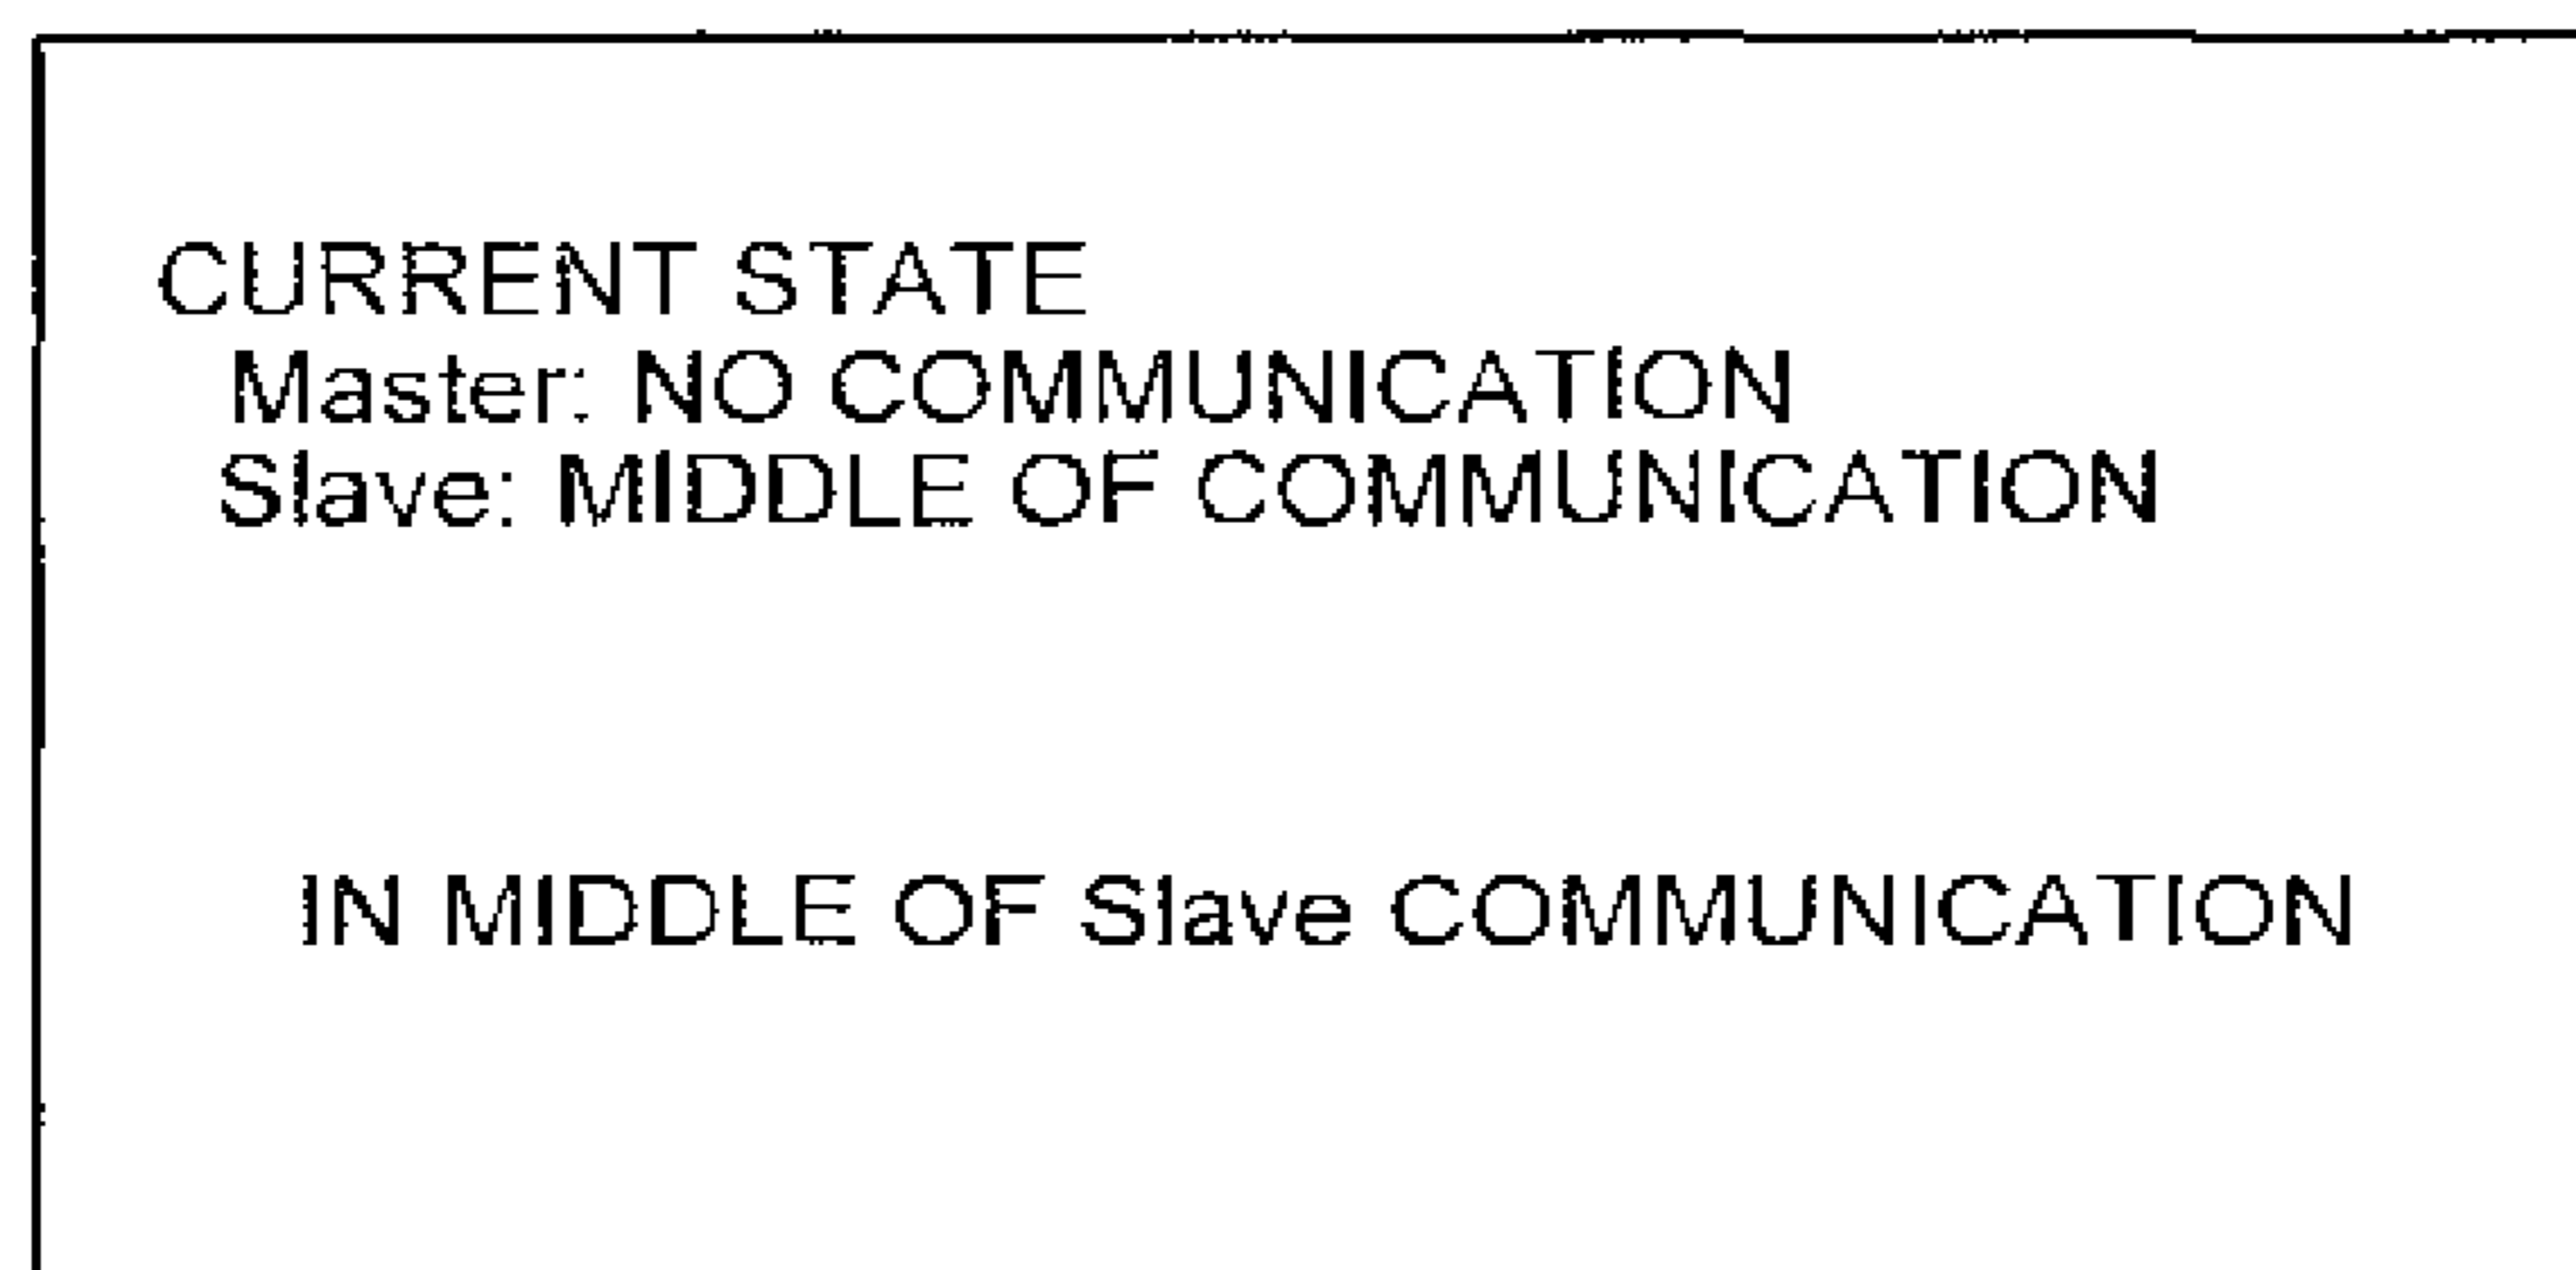 CURRENT STATE
Master: NO COMMUNICATION
Slave: MIDDLE OF COMMUNICATION
IN MIDDLE OF Slave COMMUNICATION